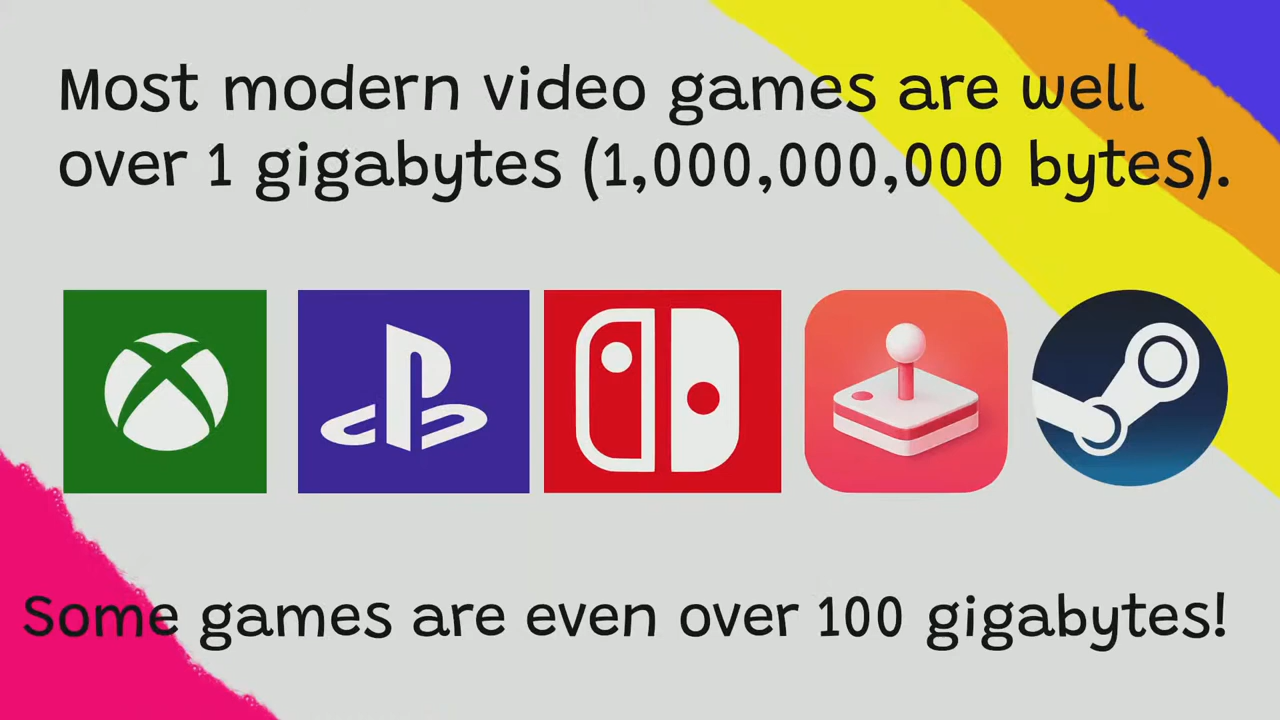 Most modern video games are well
over 1 gigabytes (1,000,000,000 bytes).
Some games are even over 100 gigabytes!